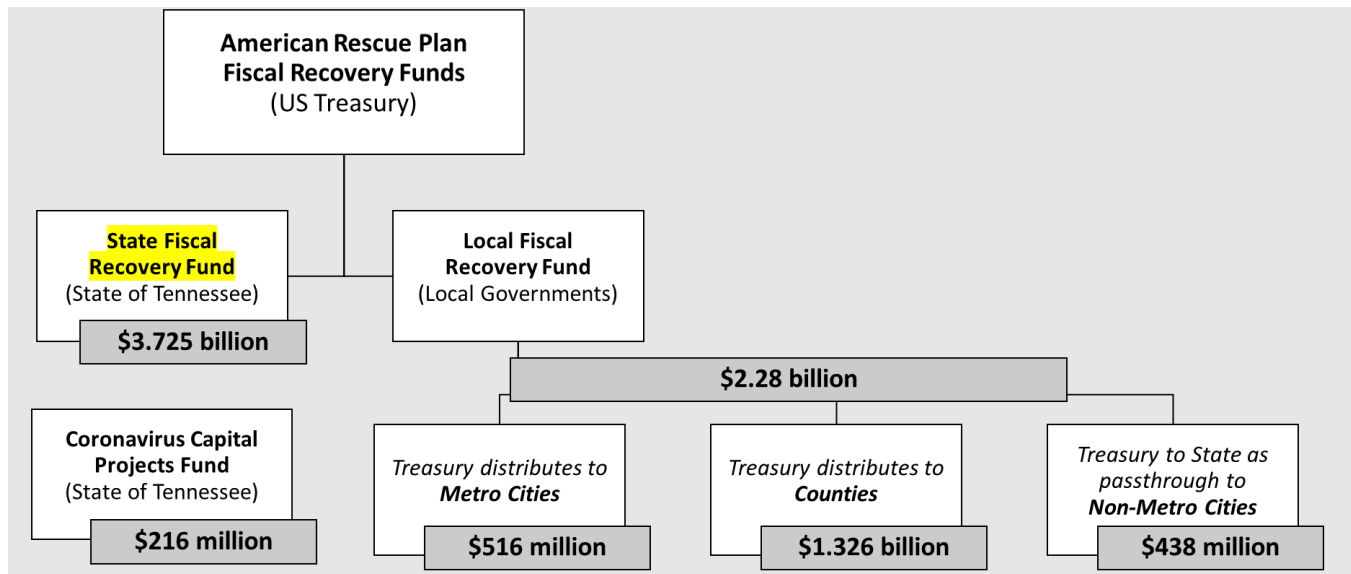 American Rescue Plan
Fiscal Recovery Funds
(US Treasury)
State Fiscal
Recovery Fund
(State of Tennessee)
$3.725 billion
Local Fiscal
Recovery Fund
(Local Governments)
$2.28 billion
Coronavirus Capital
Projects Fund
(State of Tennessee)
$216 million
Treasury distributes to
Metro Cities
$516 million
Treasury distributes to
Counties
$1.326 billion
Treasury to State as
passthrough to
Non-Metro Cities
$438 million